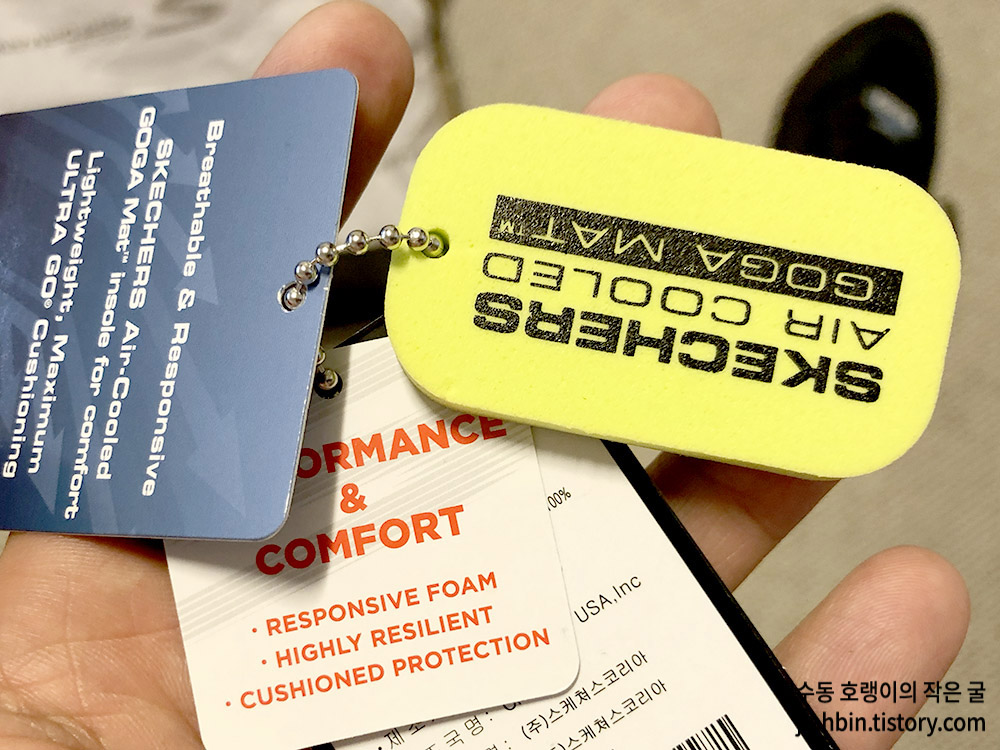 Breathable & Responsive
SKECHERS Air-Cooled
GOGA Mat™ insole for comfort
Lightweight, Maximum
ULTRA GO® Cushioning
SKECHERS
AIR COOLED
GOGA MAT™
ORMANCE
&
COMFORT
· RESPONSIVE FOAM
· HIGHLY RESILIENT
· CUSHIONED PROTECTION
00%
USA,Inc
(주)스케쳐스코리아
국명 : (주)스케쳐스코리아
수동 호랭이의 작은 굴
hbin.tistory.com